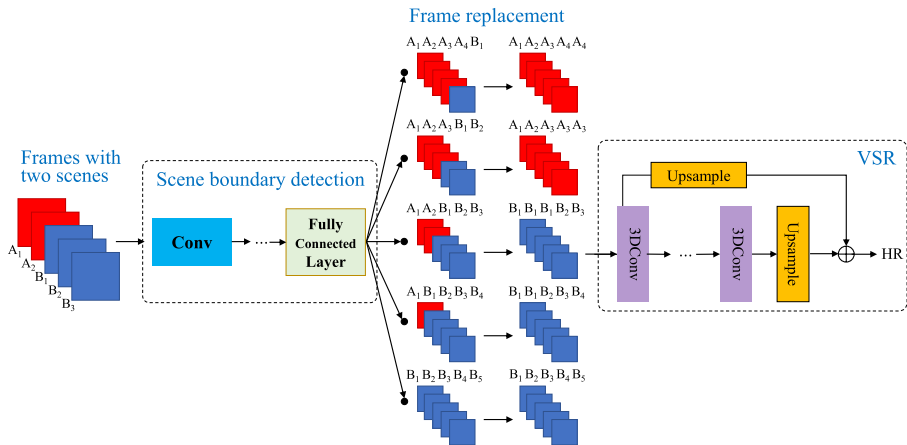 Frame replacement
A₁ A₂ A₃ A₄ B₁
A₁ A₂ A₃ A₄ A₄
A₁ A₂ A₃ B₁ B₂
A₁ A₂ A₃ A₃ A₃
Frames with
two scenes
A₁
A₂
B₁
B₂
B₃
Scene boundary detection
Conv
...
Fully
Connected
Layer
A₁ A₂ B₁ B₂ B₃
B₁ B₁ B₁ B₂ B₃
A₁ B₁ B₂ B₃ B₄
B₁ B₁ B₂ B₃ B₄
B₁ B₂ B₃ B₄ B₅
B₁ B₂ B₃ B₄ B₅
VSR
Upsample
3DConv
...
3DConv
Upsample
HR